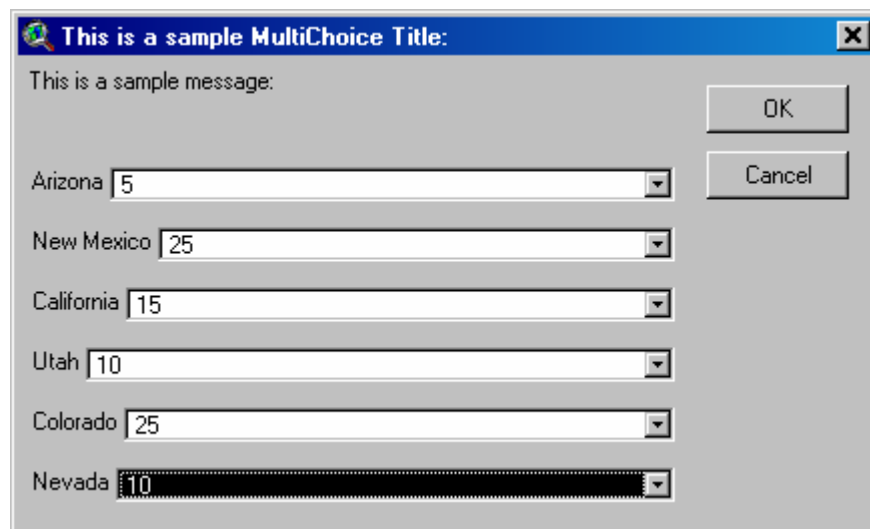 This is a sample MultiChoice Title:
This is a sample message:
OK
Cancel
Arizona 5
New Mexico 25
California 15
Utah 10
Colorado 25
Nevada 10